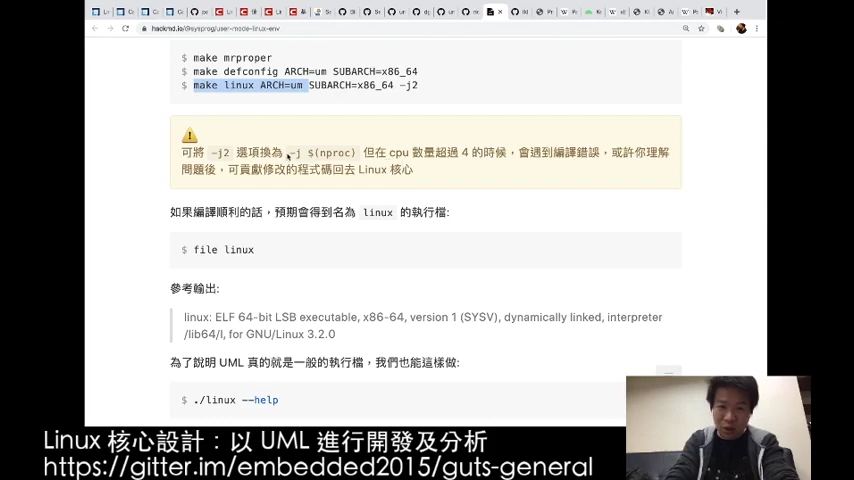 hackmd.io/@sysprog/user-mode-linux-env
$ make mrproper
$ make defconfig ARCH=um SUBARCH=x86_64
$ make linux ARCH=um SUBARCH=x86_64 -j2
可將 -j2 選項換為 -j $(nproc) 但在 cpu 數量超過 4 的時候，會遇到編譯錯誤，或許你理解
問題後，可貢獻修改的程式碼回去 Linux 核心
如果編譯順利的話，預期會得到名為 linux 的執行檔:
$ file linux
參考輸出:
linux: ELF 64-bit LSB executable, x86-64, version 1 (SYSV), dynamically linked, interpreter
/lib64/l, for GNU/Linux 3.2.0
為了說明 UML 真的就是一般的執行檔，我們也能這樣做:
$ ./linux --help
Linux 核心設計：以 UML 進行開發及分析
https://gitter.im/embedded2015/guts-general